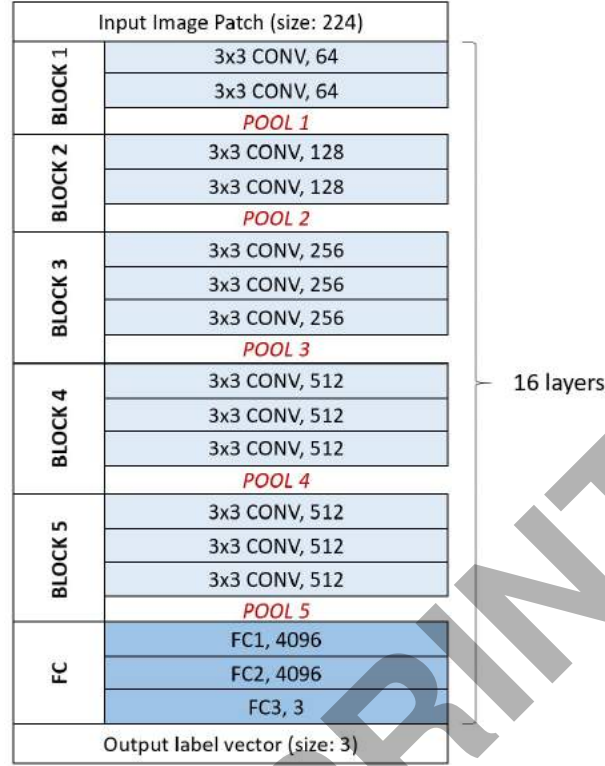 Input Image Patch (size: 224)
BLOCK 1
3x3 CONV, 64
3x3 CONV, 64
POOL 1
BLOCK 2
3x3 CONV, 128
3x3 CONV, 128
POOL 2
BLOCK 3
3x3 CONV, 256
3x3 CONV, 256
3x3 CONV, 256
POOL 3
BLOCK 4
3x3 CONV, 512
3x3 CONV, 512
3x3 CONV, 512
POOL 4
BLOCK 5
3x3 CONV, 512
3x3 CONV, 512
3x3 CONV, 512
POOL 5
FC
FC1, 4096
FC2, 4096
FC3, 3
Output label vector (size: 3)
16 layers
RINT